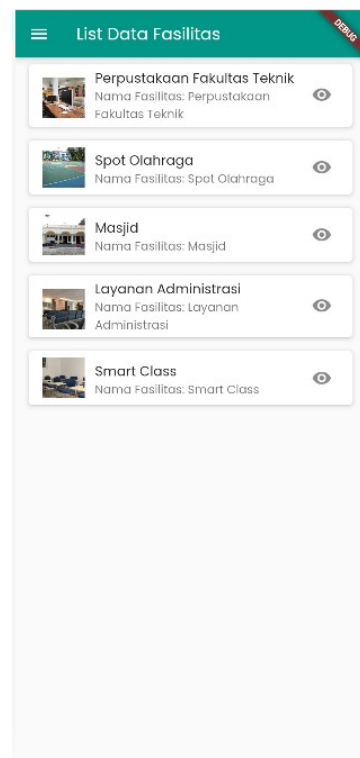 List Data Fasilitas
DEBUG
Perpustakaan Fakultas Teknik
Nama Fasilitas: Perpustakaan
Fakultas Teknik
Spot Olahraga
Nama Fasilitas: Spot Olahraga
Masjid
Nama Fasilitas: Masjid
Layanan Administrasi
Nama Fasilitas: Layanan
Administrasi
Smart Class
Nama Fasilitas: Smart Class